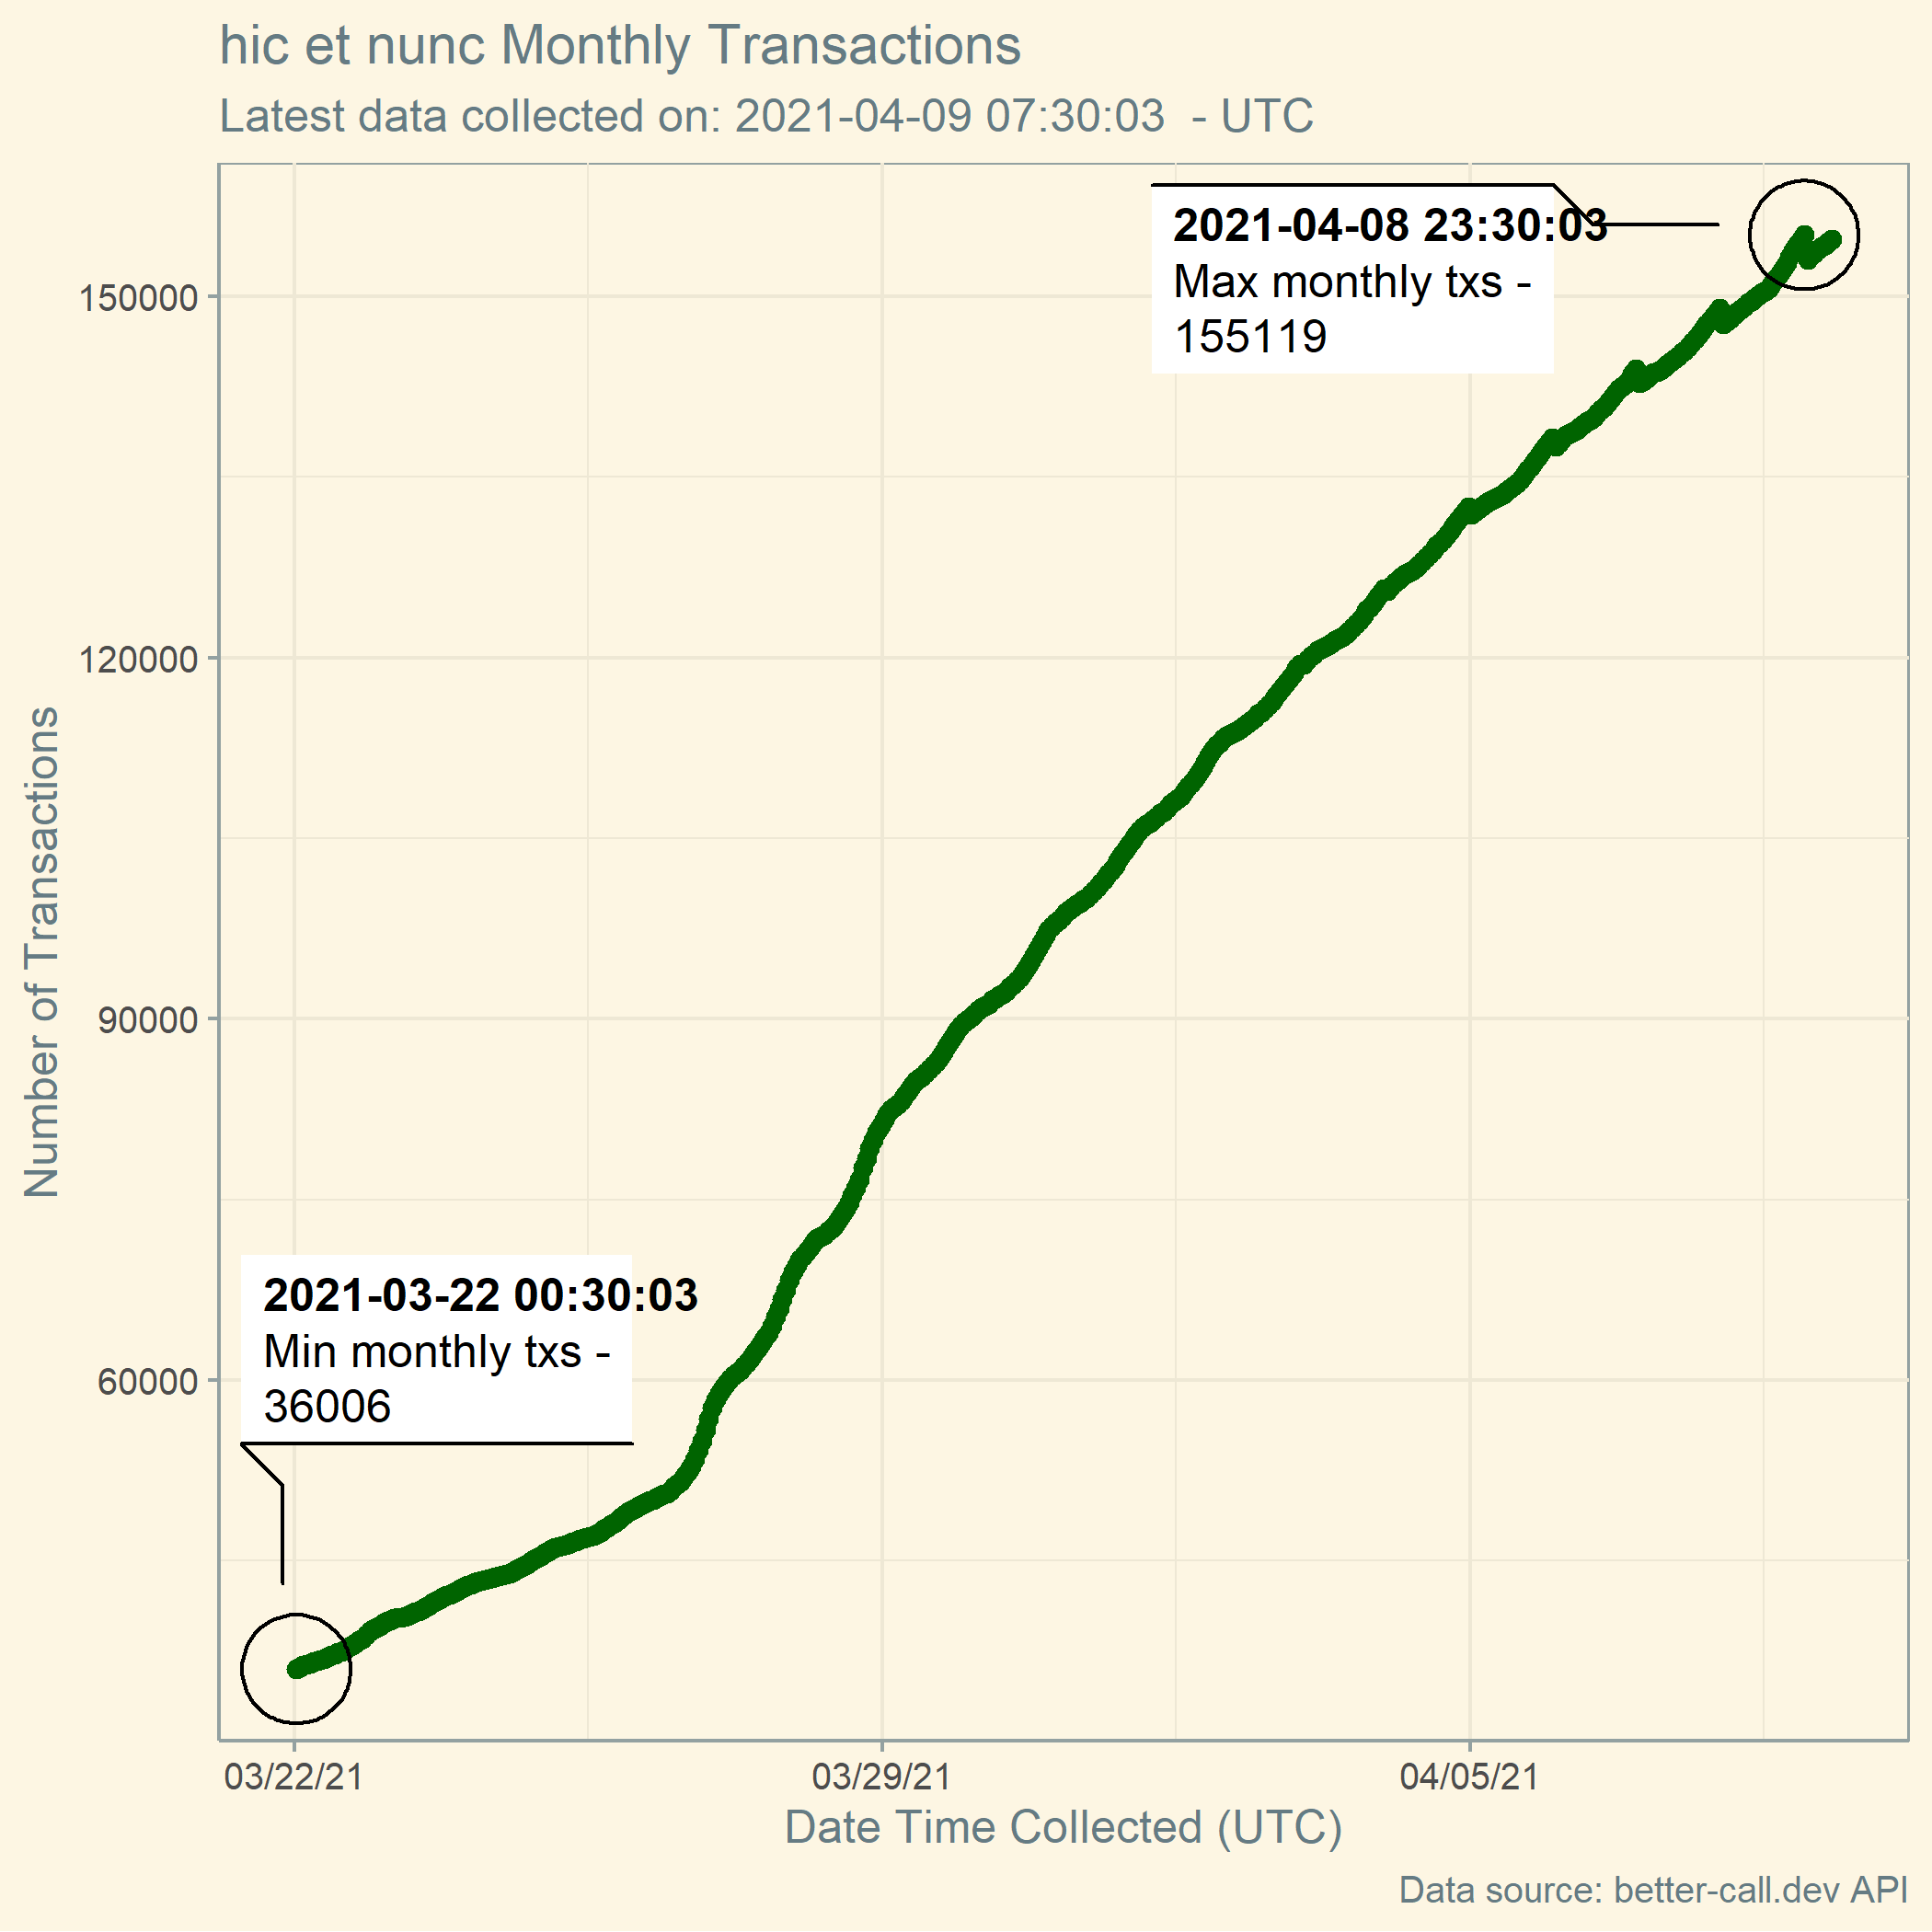 hic et nunc Monthly Transactions
Latest data collected on: 2021-04-09 07:30:03  - UTC
2021-04-08 23:30:03
Max monthly txs -
155119
150000
120000
90000
60000
Number of Transactions
2021-03-22 00:30:03
Min monthly txs -
36006
03/22/21
03/29/21
04/05/21
Date Time Collected (UTC)
Data source: better-call.dev API